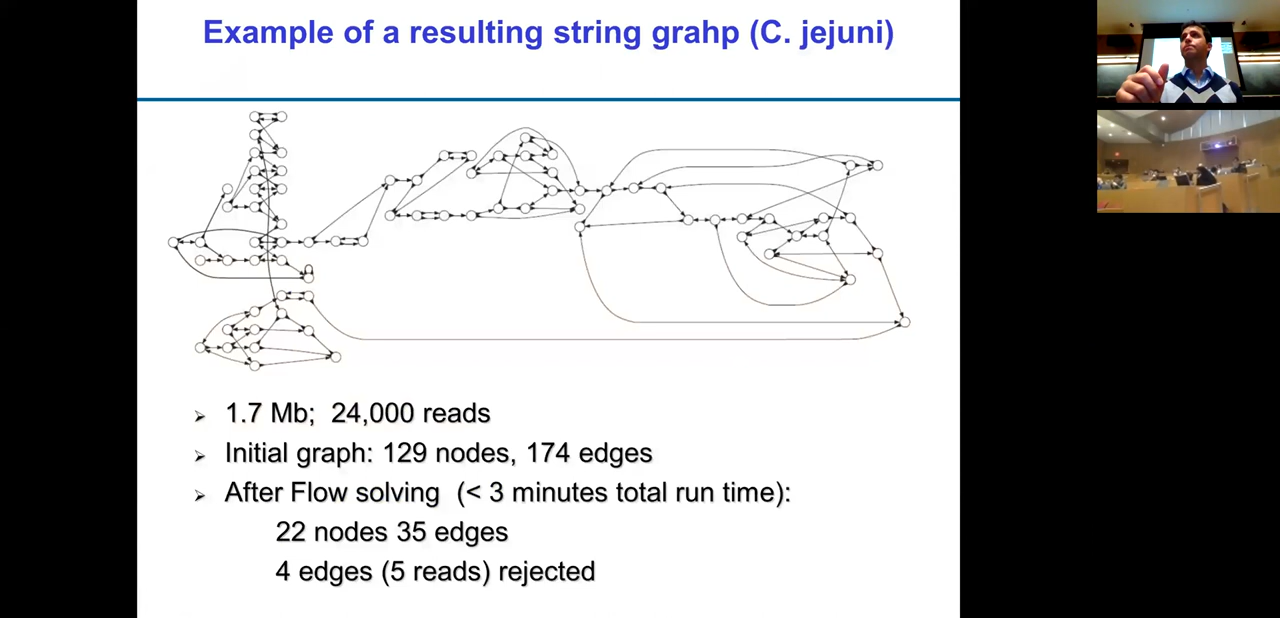 Example of a resulting string grahp (C. jejuni)
1.7 Mb; 24,000 reads
Initial graph: 129 nodes, 174 edges
After Flow solving (< 3 minutes total run time):
22 nodes 35 edges
4 edges (5 reads) rejected